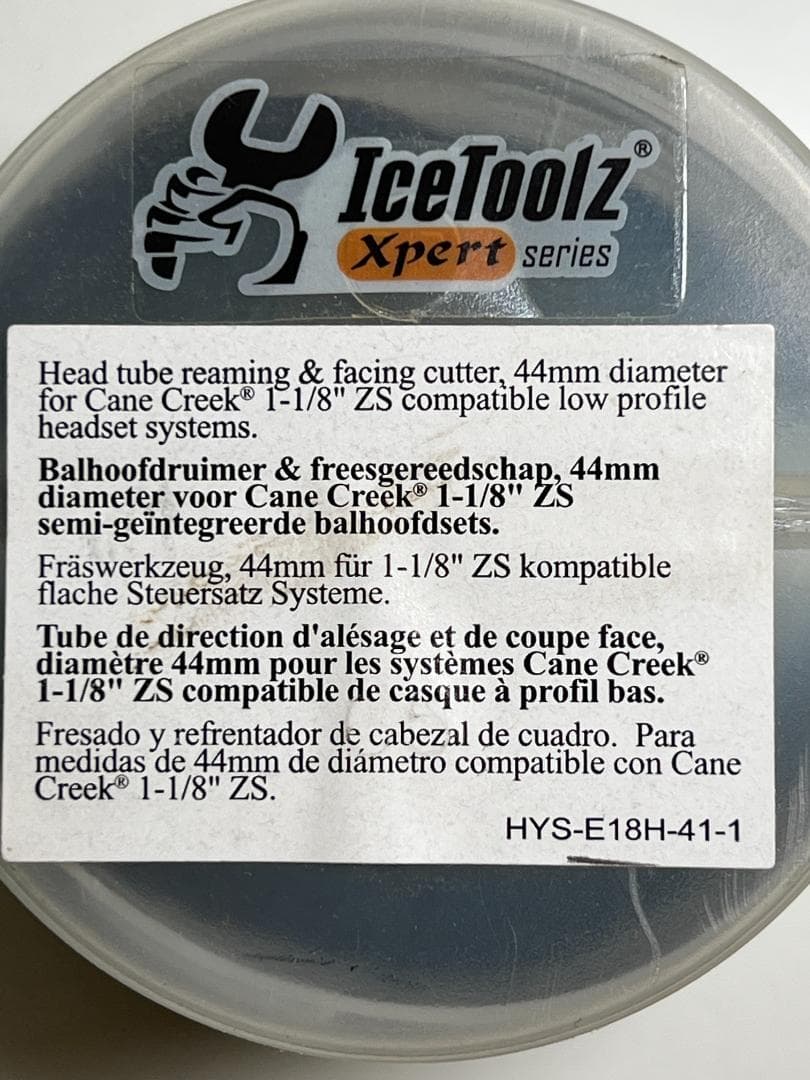 IceToolz®
Xpert series
Head tube reaming & facing cutter, 44mm diameter
for Cane Creek® 1-1/8" ZS compatible low profile
headset systems.
Balhoofdruimer & freesgereedschap, 44mm
diameter voor Cane Creek® 1-1/8" ZS
semi-geïntegreerde balhoofdsets.
Fräswerkzeug, 44mm für 1-1/8" ZS kompatible
flache Steuersatz Systeme.
Tube de direction d'alésage et de coupe face,
diamètre 44mm pour les systèmes Cane Creek®
1-1/8" ZS compatible de casque à profil bas.
Fresado y refrentador de cabezal de cuadro. Para
medidas de 44mm de diámetro compatible con Cane
Creek® 1-1/8" ZS.
HYS-E18H-41-1